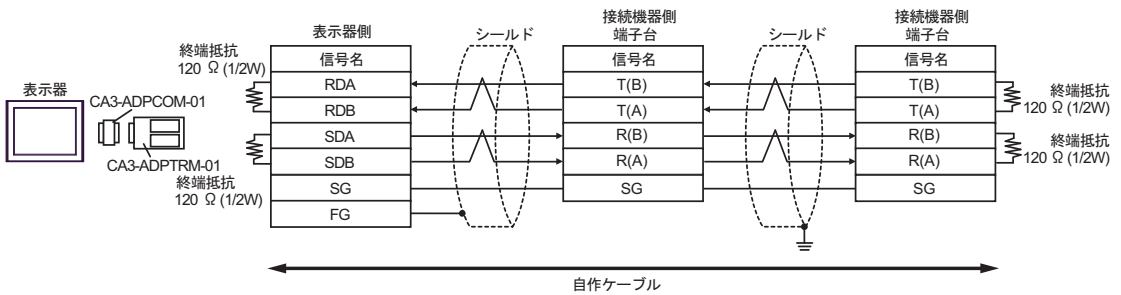 表示器
CA3-ADPCOM-01
CA3-ADPTRM-01
終端抵抗
120 Ω (1/2W)
終端抵抗
120 Ω (1/2W)
表示器側
信号名
RDA
RDB
SDA
SDB
SG
FG
シールド
接続機器側
端子台
信号名
T(B)
T(A)
R(B)
R(A)
SG
シールド
接続機器側
端子台
信号名
T(B)
T(A)
R(B)
R(A)
SG
終端抵抗
120 Ω (1/2W)
終端抵抗
120 Ω (1/2W)
自作ケーブル